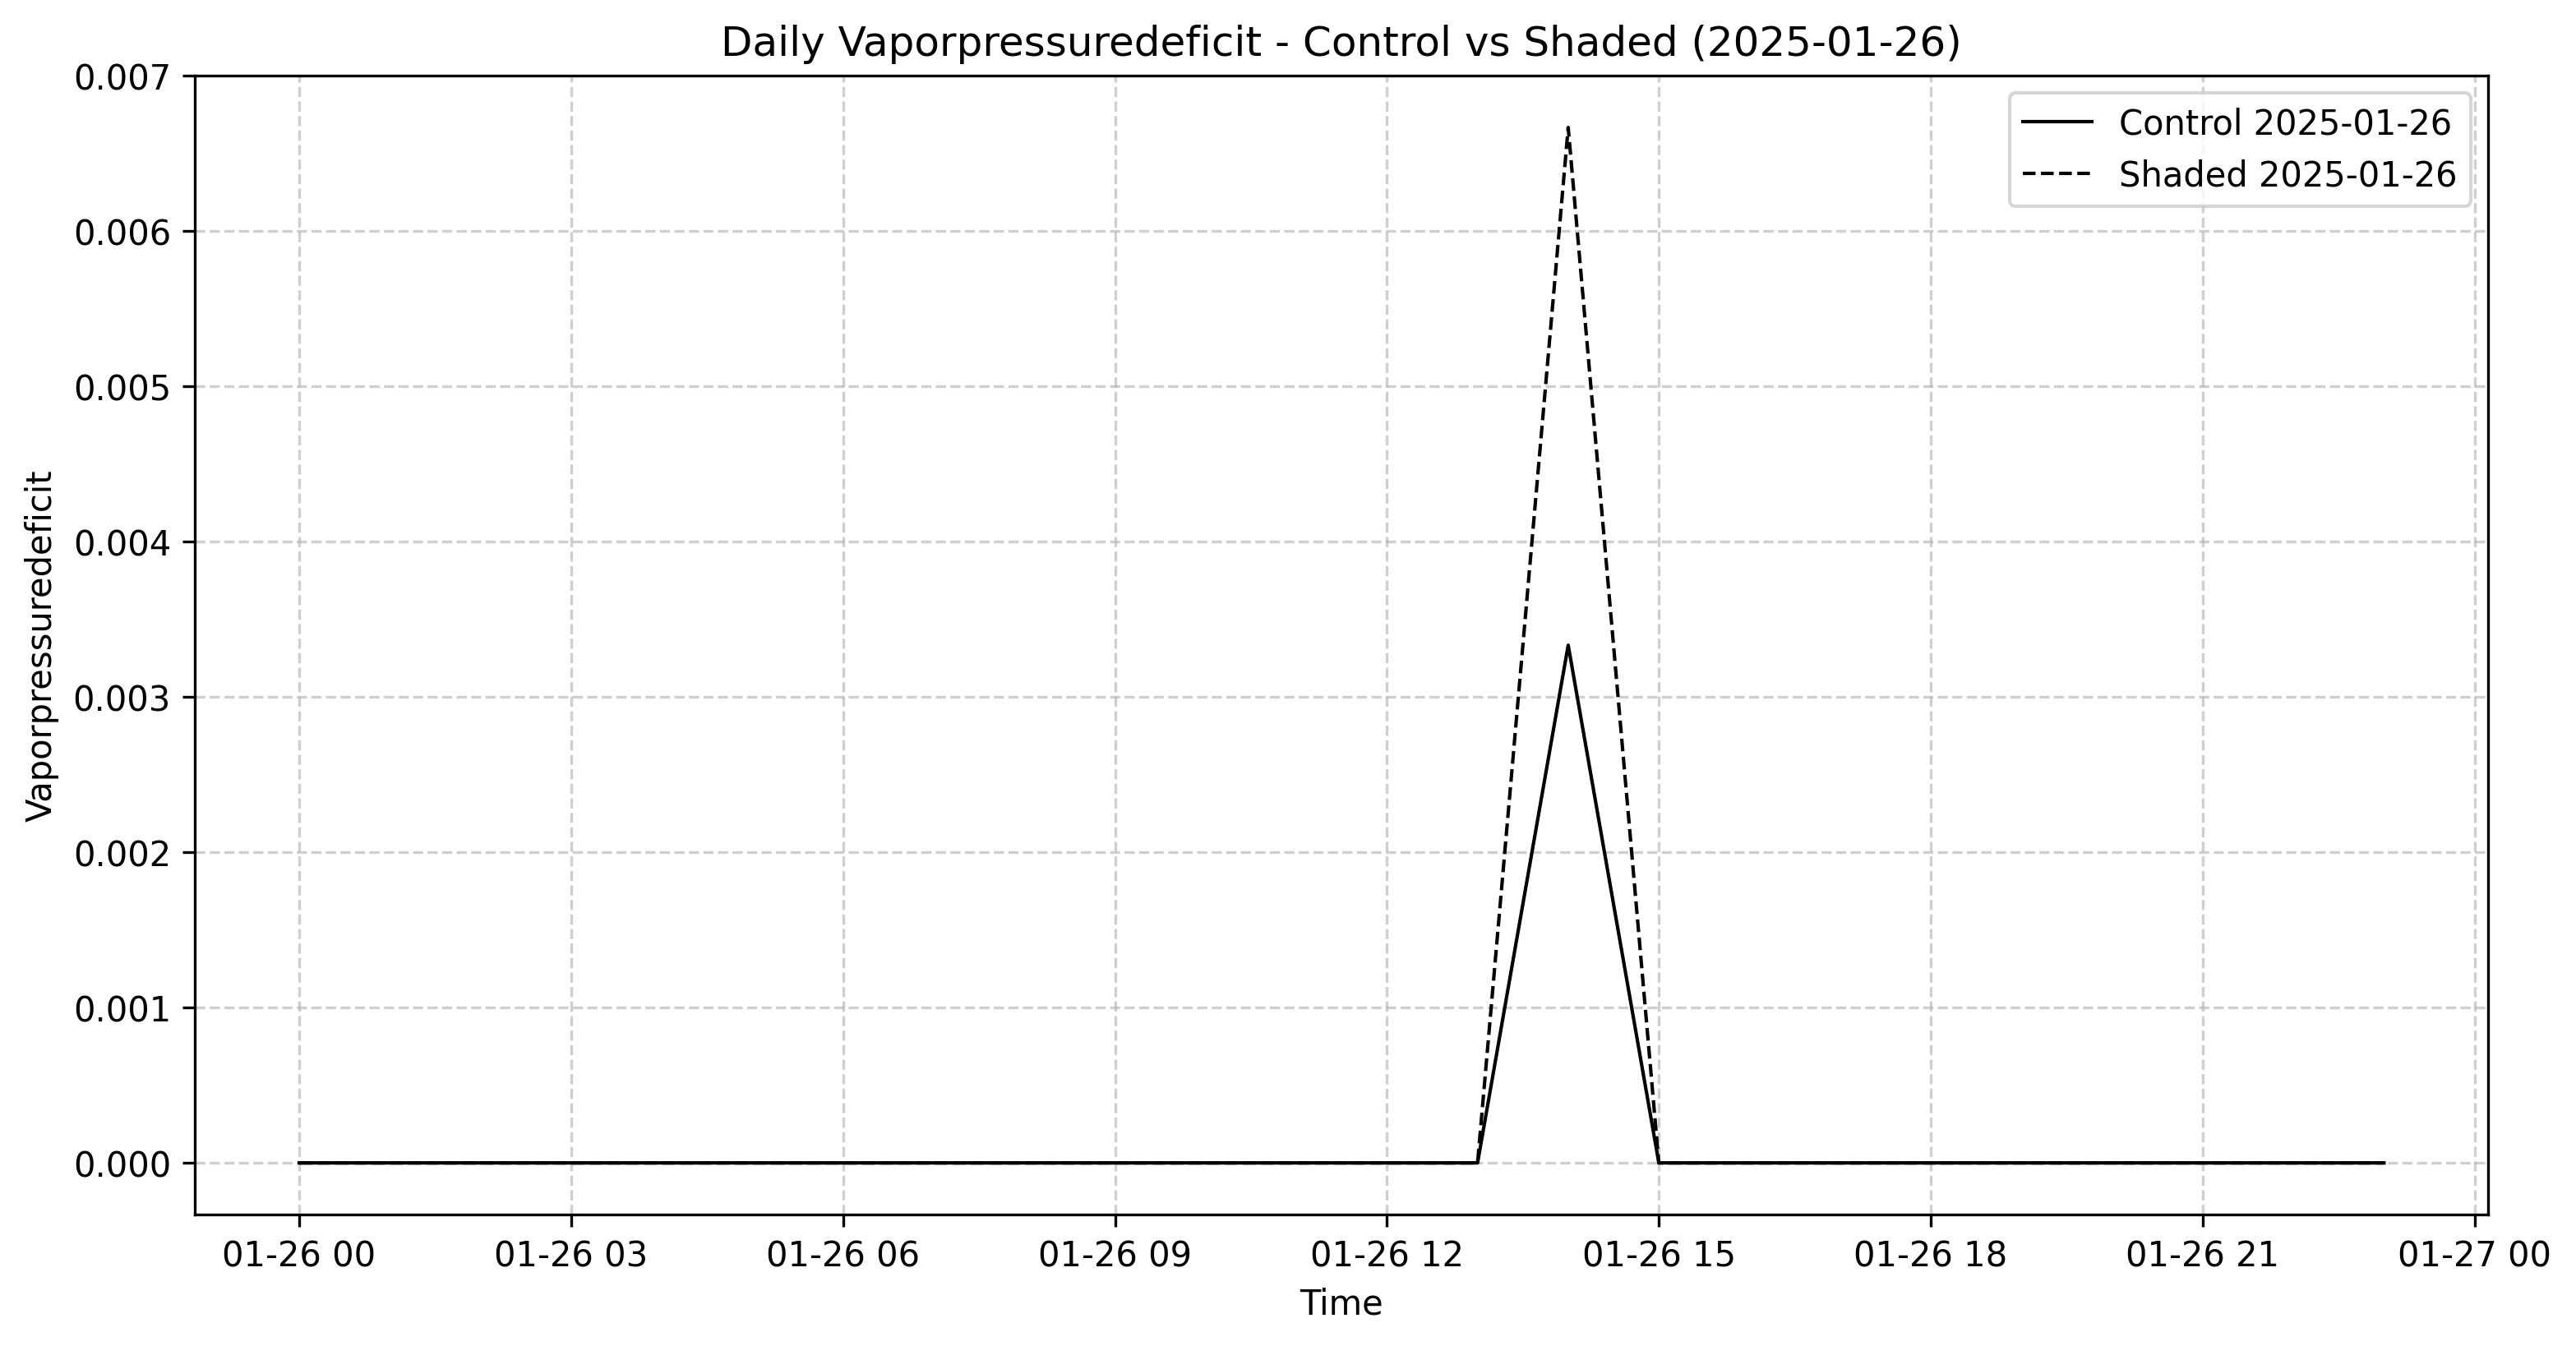 Daily Vaporpressuredeficit - Control vs Shaded (2025-01-26)
Control 2025-01-26
Shaded 2025-01-26
Vaporpressuredeficit
0.007
0.006
0.005
0.004
0.003
0.002
0.001
0.000
01-26 00 01-26 03 01-26 06 01-26 09 01-26 12 01-26 15 01-26 18 01-26 21 01-27 00
Time